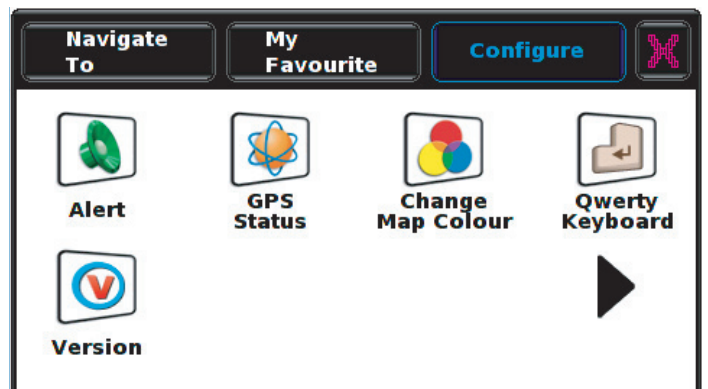 Navigate
To
My
Favourite
Configure
X
Alert
GPS
Status
Change
Map Colour
Qwerty
Keyboard
V
Version